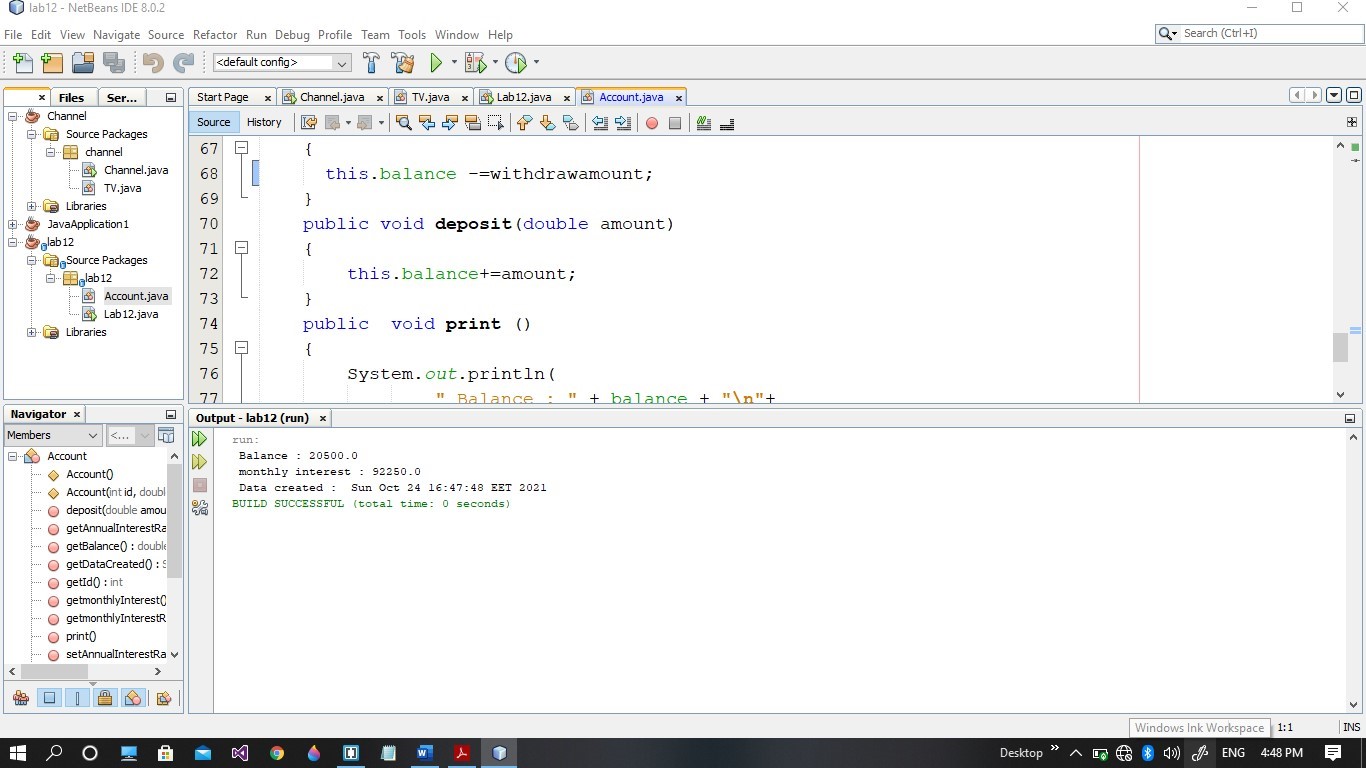 lab12 - NetBeans IDE 8.0.2
File Edit View Navigate Source Refactor Run Debug Profile Team Tools Window Help
Search (Ctrl+I)
<default config>
Files Ser...
Start Page Channel.java TV.java Lab12.java Account.java
Source History
Channel
Source Packages
channel
Channel.java
TV.java
Libraries
JavaApplication1
lab12
Source Packages
lab12
Account.java
Lab12.java
Libraries
67 {
68 this.balance -=withdrawamount;
69 }
70 public void deposit(double amount)
71 {
72 this.balance+=amount;
73 }
74 public  void print ()
75 {
76 System.out.println(
77 " Balance : " + balance + "\n"+
Navigator
Members <...
Account
Account()
Account(int id, doubl
deposit(double amou
getAnnualInterestRa
getBalance() : double
getDataCreated() : S
getId() : int
getmonthlyInterest()
getmonthlyInterestR
print()
setAnnualInterestRa
Output - lab12 (run)
run:
Balance : 20500.0
monthly interest : 92250.0
Data created :  Sun Oct 24 16:47:48 EET 2021
BUILD SUCCESSFUL (total time: 0 seconds)
Windows Ink Workspace 1:1 INS
Desktop ENG 4:48 PM